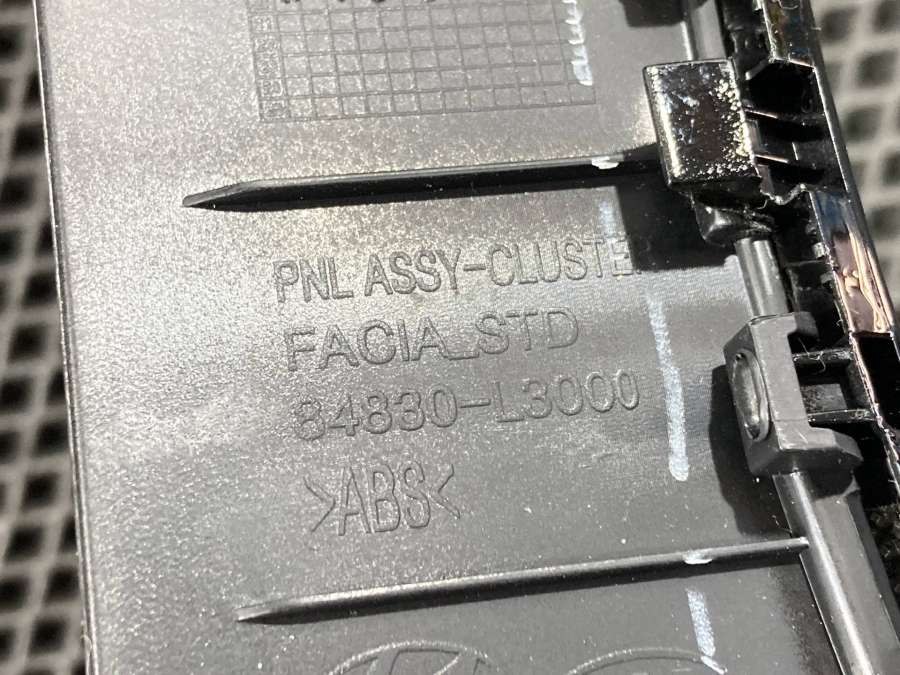 PNL ASSY-CLUSTER
FACIA_STD
84830-L3000
>ABS<